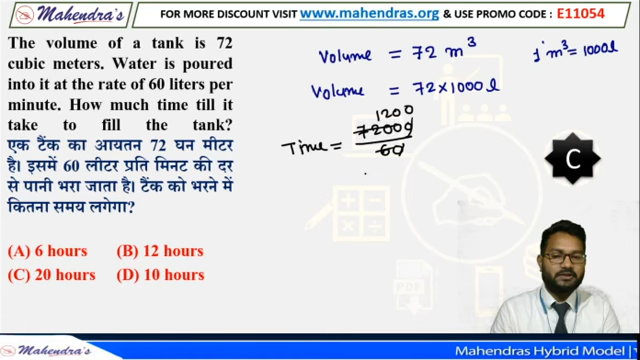 Mahendra's
FOR MORE DISCOUNT VISIT www.mahendras.org & USE PROMO CODE : E11054
The volume of a tank is 72
cubic meters. Water is poured
into it at the rate of 60 liters per
minute. How much time till it
take to fill the tank?
एक टैंक का आयतन 72 घन मीटर
है। इसमें 60 लीटर प्रति मिनट की दर
से पानी भरा जाता है। टैंक को भरने में
कितना समय लगेगा?
(A) 6 hours (B) 12 hours
(C) 20 hours (D) 10 hours
Volume = 72 m³
1 m³ = 1000 l
Volume = 72×1000 l
1200
Time = 72000
60
C
Mahendra's
Mahendras Hybrid Model |